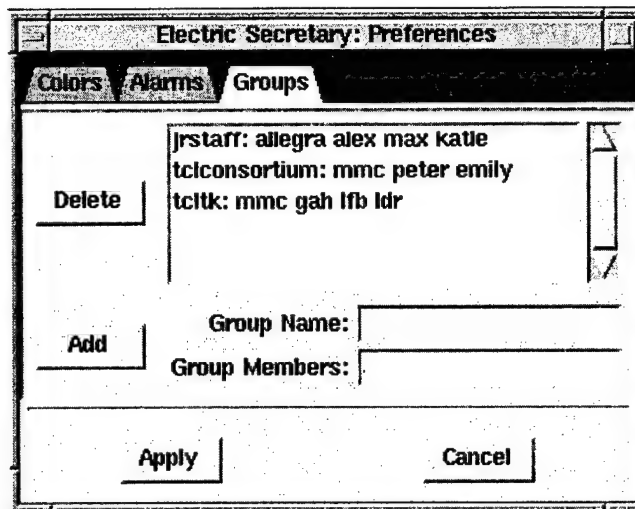 Electric Secretary: Preferences
Colors Alarms Groups
jrstaff: allegra alex max katie
tclconsortium: mmc peter emily
Delete
tcltk: mmc gah lfb ldr
Group Name:
Add
Group Members:
Apply Cancel